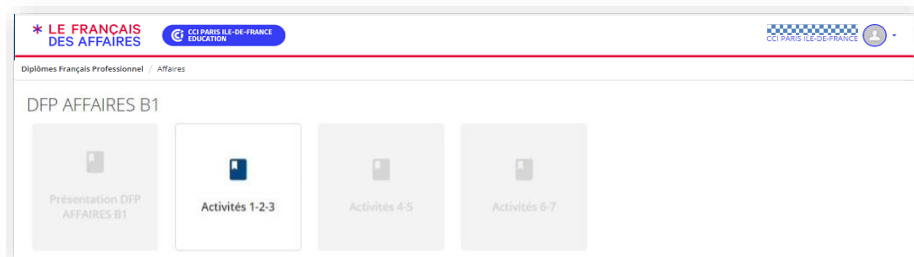 LE FRANÇAIS
DES AFFAIRES
CCI PARIS ILE-DE-FRANCE
EDUCATION
CCI PARIS ILE-DE-FRANCE
Diplômes Français Professionnel / Affaires
DFP AFFAIRES B1
Présentation DFP
AFFAIRES B1
Activités 1-2-3
Activités 4-5
Activités 6-7